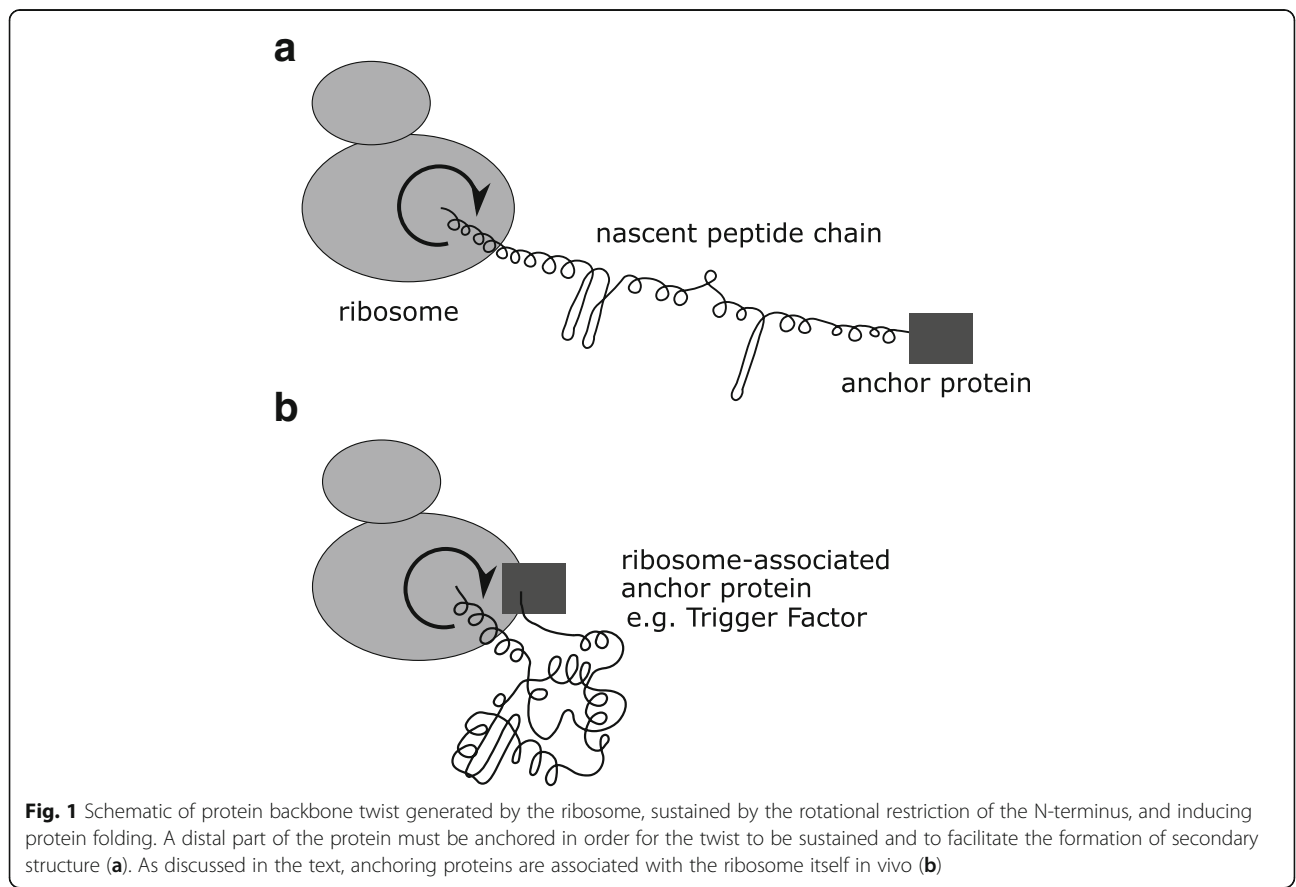 a
nascent peptide chain
ribosome
anchor protein
b
ribosome-associated
anchor protein
e.g. Trigger Factor
Fig. 1 Schematic of protein backbone twist generated by the ribosome, sustained by the rotational restriction of the N-terminus, and inducing
protein folding. A distal part of the protein must be anchored in order for the twist to be sustained and to facilitate the formation of secondary
structure (a). As discussed in the text, anchoring proteins are associated with the ribosome itself in vivo (b)